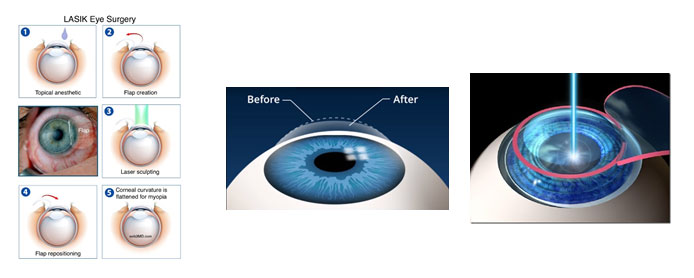 LASIK Eye Surgery
1
Topical anesthetic
2
Flap creation
Flap
3
Laser sculpting
4
Flap repositioning
5
Corneal curvature is
flattened for myopia
Before
After